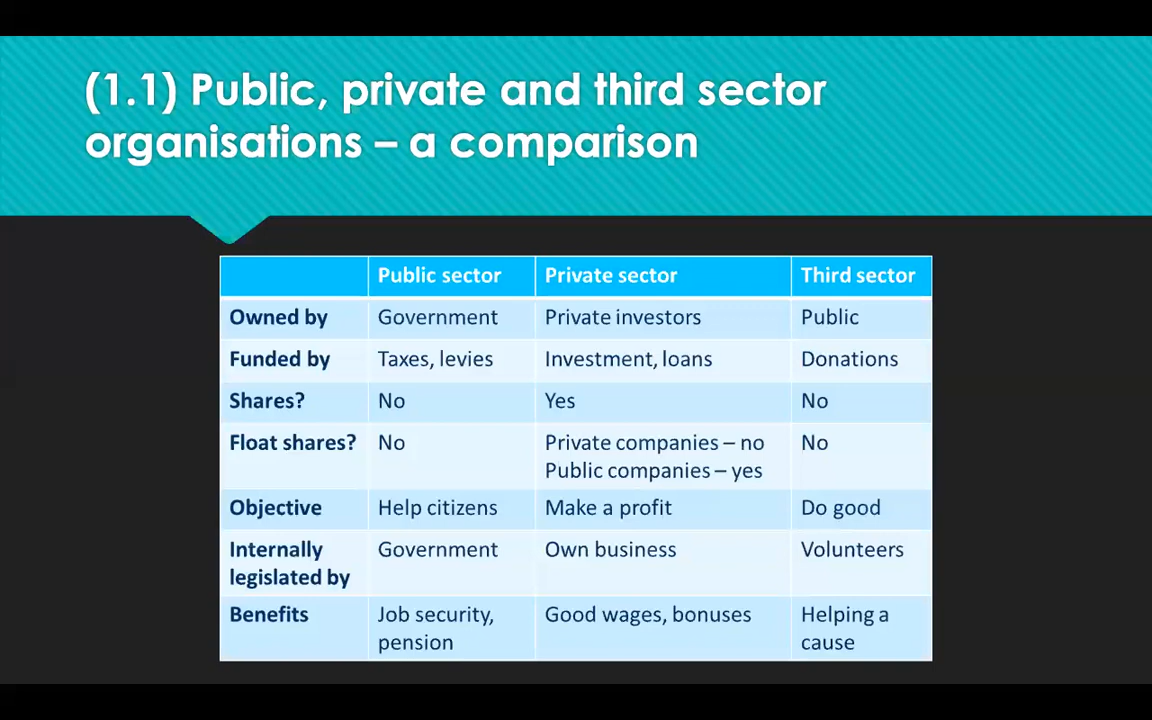 (1.1) Public, private and third sector
organisations – a comparison
Public sector Private sector Third sector
Owned by Government Private investors Public
Funded by Taxes, levies Investment, loans Donations
Shares? No Yes No
Float shares? No Private companies – no No
Public companies – yes
Objective Help citizens Make a profit Do good
Internally Government Own business Volunteers
legislated by
Benefits Job security, Good wages, bonuses Helping a
pension cause